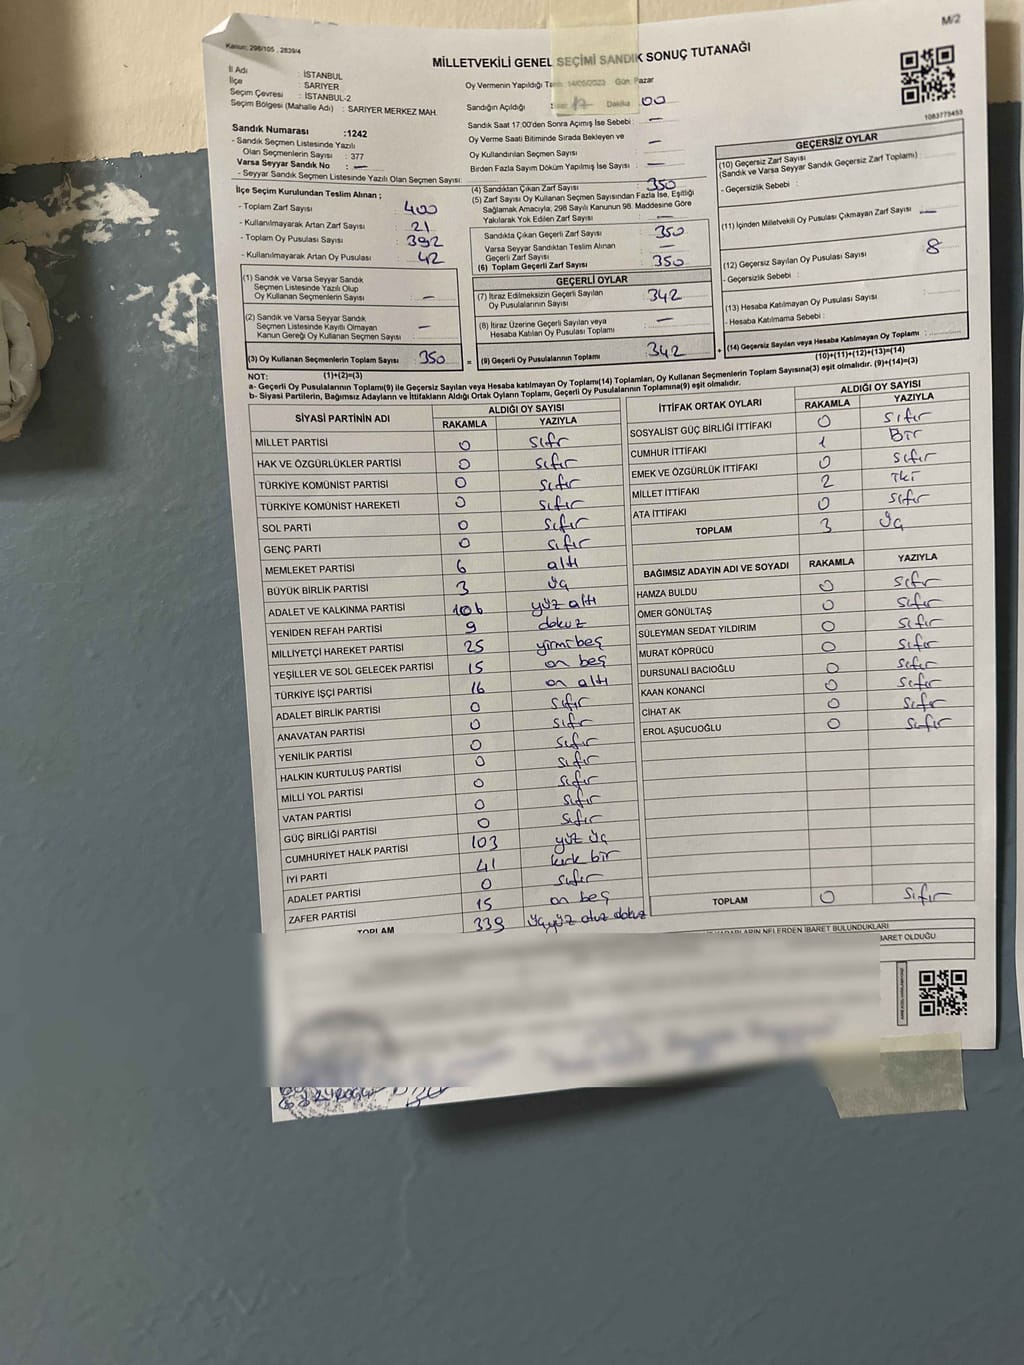 M/2
Kanun: 298/105 , 2839/4
MİLLETVEKİLİ GENEL SEÇİMİ SANDIK SONUÇ TUTANAĞI
İl Adı : İSTANBUL
İlçe : SARIYER
Seçim Çevresi : İSTANBUL-2
Seçim Bölgesi (Mahalle Adı) : SARIYER MERKEZ MAH.
Sandık Numarası :1242
- Sandık Seçmen Listesinde Yazılı
Olan Seçmenlerin Sayısı : 377
Varsa Seyyar Sandık No : —
- Seyyar Sandık Seçmen Listesinde Yazılı Olan Seçmen Sayısı:
Oy Vermenin Yapıldığı Tarih: 14/05/2023 Gün: Pazar
Sandığın Açıldığı Saat 17 Dakika 00
Sandık Saat 17:00'den Sonra Açımış İse Sebebi : —
Oy Verme Saati Bitiminde Sırada Bekleyen ve
Oy Kullandırılan Seçmen Sayısı : —
Birden Fazla Sayım Döküm Yapılmış İse Sayısı : —
İlçe Seçim Kurulundan Teslim Alınan ;
- Toplam Zarf Sayısı : 400
- Kullanılmayarak Artan Zarf Sayısı : 21
- Toplam Oy Pusulası Sayısı : 392
- Kullanılmayarak Artan Oy Pusulası : 42
(1) Sandık ve Varsa Seyyar Sandık
Seçmen Listesinde Yazılı Olup
Oy Kullanan Seçmenlerin Sayısı : —
(2) Sandık ve Varsa Seyyar Sandık
Seçmen Listesinde Kayıtlı Olmayan
Kanun Gereği Oy Kullanan Seçmen Sayısı : —
(3) Oy Kullanan Seçmenlerin Toplam Sayısı : 350
(1)+(2)=(3)
(4) Sandıktan Çıkan Zarf Sayısı : 350
(5) Zarf Sayısı Oy Kullanan Seçmen Sayısından Fazla İse, Eşitliği
Sağlamak Amacıyla, 298 Sayılı Kanunun 98. Maddesine Göre
Yakılarak Yok Edilen Zarf Sayısı : —
Sandıkta Çıkan Geçerli Zarf Sayısı : 350
Varsa Seyyar Sandıktan Teslim Alınan
Geçerli Zarf Sayısı : —
(6) Toplam Geçerli Zarf Sayısı : 350
GEÇERLİ OYLAR
(7) İtiraz Edilmeksizin Geçerli Sayılan
Oy Pusulalarının Sayısı : 342
(8) İtiraz Üzerine Geçerli Sayılan veya
Hesaba Katılan Oy Pusulası Toplamı : —
= (9) Geçerli Oy Pusulalarının Toplamı : 342
1083775453
GEÇERSİZ OYLAR
(10) Geçersiz Zarf Sayısı
(Sandık ve Varsa Seyyar Sandık Geçersiz Zarf Toplamı) :
- Geçersizlik Sebebi :
(11) İçinden Milletvekili Oy Pusulası Çıkmayan Zarf Sayısı : —
(12) Geçersiz Sayılan Oy Pusulası Sayısı : 8
- Geçersizlik Sebebi :
(13) Hesaba Katılmayan Oy Pusulası Sayısı :
- Hesaba Katılmama Sebebi :
+ (14) Geçersiz Sayılan veya Hesaba Katılmayan Oy Toplamı :
(10)+(11)+(12)+(13)=(14)
NOT:
a- Geçerli Oy Pusulaları Toplamı(9) ile Geçersiz Sayılan veya Hesaba katılmayan Oy Toplamı(14) Toplamları, Oy Kullanan Seçmenlerin Toplam Sayısına(3) eşit olmalıdır. (9)+(14)=(3)
b- Siyasi Partilerin, Bağımsız Adayların ve İttifakların Aldığı Ortak Oyların Toplamı, Geçerli Oy Pusulalarının Toplamına(9) eşit olmalıdır.
SİYASİ PARTİNİN ADI ALDIĞI OY SAYISI
RAKAMLA YAZIYLA
MİLLET PARTİSİ 0 sıfır
HAK VE ÖZGÜRLÜKLER PARTİSİ 0 sıfır
TÜRKİYE KOMÜNİST PARTİSİ 0 sıfır
TÜRKİYE KOMÜNİST HAREKETİ 0 sıfır
SOL PARTİ 0 sıfır
GENÇ PARTİ 0 sıfır
MEMLEKET PARTİSİ 6 altı
BÜYÜK BİRLİK PARTİSİ 3 üç
ADALET VE KALKINMA PARTİSİ 106 yüz altı
YENİDEN REFAH PARTİSİ 9 dokuz
MİLLİYETÇİ HAREKET PARTİSİ 25 yirmi beş
YEŞİLLER VE SOL GELECEK PARTİSİ 15 on beş
TÜRKİYE İŞÇİ PARTİSİ 16 on altı
ADALET BİRLİK PARTİSİ 0 sıfır
ANAVATAN PARTİSİ 0 sıfır
YENİLİK PARTİSİ 0 sıfır
HALKIN KURTULUŞ PARTİSİ 0 sıfır
MİLLİ YOL PARTİSİ 0 sıfır
VATAN PARTİSİ 0 sıfır
GÜÇ BİRLİĞİ PARTİSİ 0 sıfır
CUMHURİYET HALK PARTİSİ 103 yüz üç
İYİ PARTİ 41 kırk bir
ADALET PARTİSİ 0 sıfır
ZAFER PARTİSİ 15 on beş
TOPLAM 339 üçyüz otuz dokuz
İTTİFAK ORTAK OYLARI ALDIĞI OY SAYISI
RAKAMLA YAZIYLA
SOSYALİST GÜÇ BİRLİĞİ İTTİFAKI 0 sıfır
CUMHUR İTTİFAKI 1 Bir
EMEK VE ÖZGÜRLÜK İTTİFAKI 0 sıfır
MİLLET İTTİFAKI 2 iki
ATA İTTİFAKI 0 sıfır
TOPLAM 3 üç
BAĞIMSIZ ADAYIN ADI VE SOYADI RAKAMLA YAZIYLA
HAMZA BULDU 0 sıfır
ÖMER GÖNÜLTAŞ 0 sıfır
SÜLEYMAN SEDAT YILDIRIM 0 sıfır
MURAT KÖPRÜCÜ 0 sıfır
DURSUNALİ BACIOĞLU 0 sıfır
KAAN KONANCİ 0 sıfır
CİHAT AK 0 sıfır
EROL AŞUCUOĞLU 0 sıfır
TOPLAM 0 sıfır
NELERDEN İBARET BULUNDUKLARI
İBARET OLDUĞU